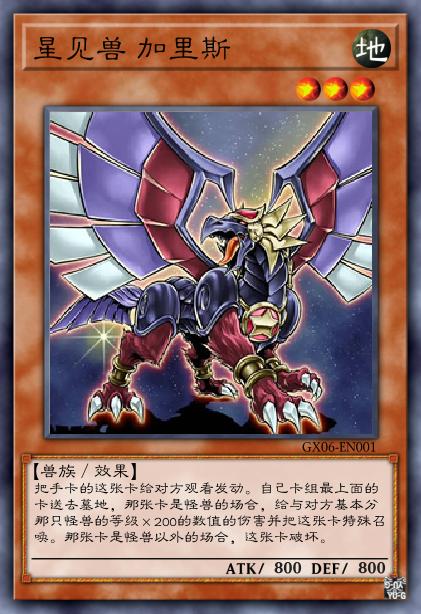 星见兽 加里斯
地
GX06-EN001
【兽族/效果】
把手卡的这张卡给对方观看发动。自己卡组最上面的
卡送去墓地，那张卡是怪兽的场合，给与对方基本分
那只怪兽的等级×200的数值的伤害并把这张卡特殊召
唤。那张卡是怪兽以外的场合，这张卡破坏。
ATK/ 800 DEF/ 800